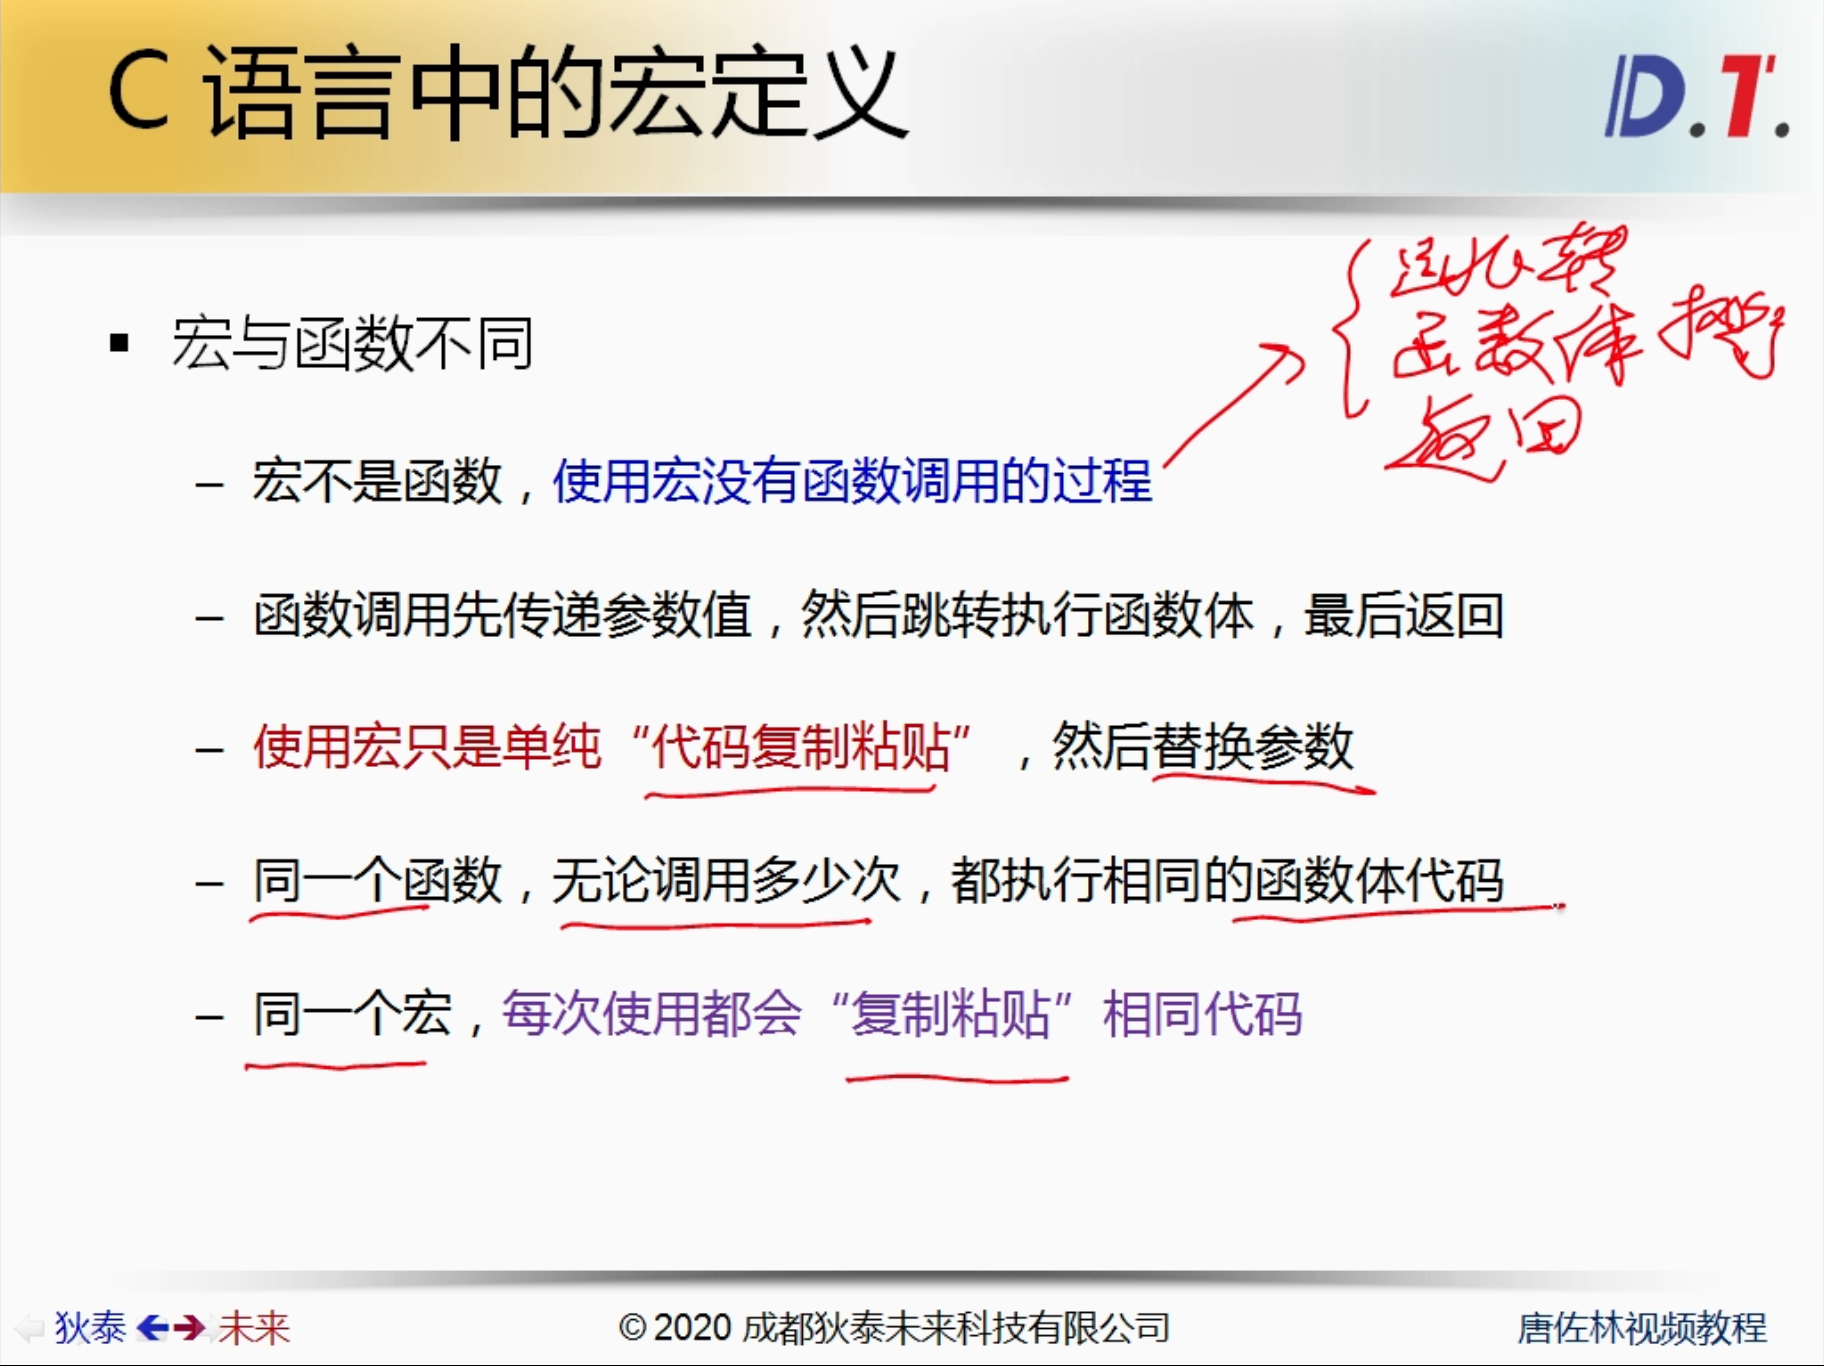 C 语言中的宏定义
D.T.
▪ 宏与函数不同
函数体
返回
– 宏不是函数，使用宏没有函数调用的过程
– 函数调用先传递参数值，然后跳转执行函数体，最后返回
– 使用宏只是单纯“代码复制粘贴”，然后替换参数
– 同一个函数，无论调用多少次，都执行相同的函数体代码
– 同一个宏，每次使用都会“复制粘贴”相同代码
狄泰 未来
© 2020 成都狄泰未来科技有限公司
唐佐林视频教程